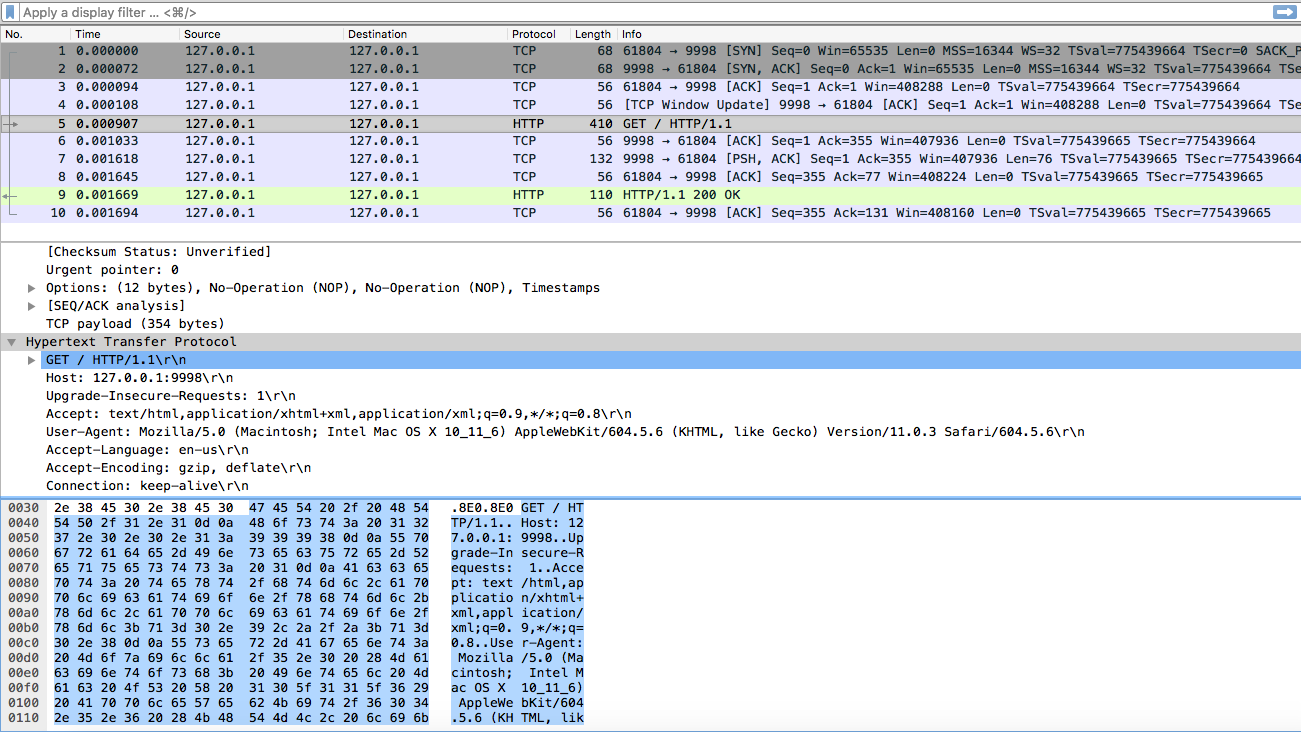 Apply a display filter ... <⌘/>
No. Time Source Destination Protocol Length Info
1 0.000000 127.0.0.1 127.0.0.1 TCP 68 61804 → 9998 [SYN] Seq=0 Win=65535 Len=0 MSS=16344 WS=32 TSval=775439664 TSecr=0 SACK_P
2 0.000072 127.0.0.1 127.0.0.1 TCP 68 9998 → 61804 [SYN, ACK] Seq=0 Ack=1 Win=65535 Len=0 MSS=16344 WS=32 TSval=775439664 TS
3 0.000094 127.0.0.1 127.0.0.1 TCP 56 61804 → 9998 [ACK] Seq=1 Ack=1 Win=408288 Len=0 TSval=775439664 TSecr=775439664
4 0.000108 127.0.0.1 127.0.0.1 TCP 56 [TCP Window Update] 9998 → 61804 [ACK] Seq=1 Ack=1 Win=408288 Len=0 TSval=775439664 TSe
5 0.000907 127.0.0.1 127.0.0.1 HTTP 410 GET / HTTP/1.1
6 0.001033 127.0.0.1 127.0.0.1 TCP 56 9998 → 61804 [ACK] Seq=1 Ack=355 Win=407936 Len=0 TSval=775439665 TSecr=775439664
7 0.001618 127.0.0.1 127.0.0.1 TCP 132 9998 → 61804 [PSH, ACK] Seq=1 Ack=355 Win=407936 Len=76 TSval=775439665 TSecr=775439664
8 0.001645 127.0.0.1 127.0.0.1 TCP 56 61804 → 9998 [ACK] Seq=355 Ack=77 Win=408224 Len=0 TSval=775439665 TSecr=775439665
9 0.001669 127.0.0.1 127.0.0.1 HTTP 110 HTTP/1.1 200 OK
10 0.001694 127.0.0.1 127.0.0.1 TCP 56 61804 → 9998 [ACK] Seq=355 Ack=131 Win=408160 Len=0 TSval=775439665 TSecr=775439665
[Checksum Status: Unverified]
Urgent pointer: 0
Options: (12 bytes), No-Operation (NOP), No-Operation (NOP), Timestamps
[SEQ/ACK analysis]
TCP payload (354 bytes)
Hypertext Transfer Protocol
GET / HTTP/1.1\r\n
Host: 127.0.0.1:9998\r\n
Upgrade-Insecure-Requests: 1\r\n
Accept: text/html,application/xhtml+xml,application/xml;q=0.9,*/*;q=0.8\r\n
User-Agent: Mozilla/5.0 (Macintosh; Intel Mac OS X 10_11_6) AppleWebKit/604.5.6 (KHTML, like Gecko) Version/11.0.3 Safari/604.5.6\r\n
Accept-Language: en-us\r\n
Accept-Encoding: gzip, deflate\r\n
Connection: keep-alive\r\n
0030 2e 38 45 30 2e 38 45 30 47 45 54 20 2f 20 48 54 .8E0.8E0 GET / HT
0040 54 50 2f 31 2e 31 0d 0a 48 6f 73 74 3a 20 31 32 TP/1.1.. Host: 12
0050 37 2e 30 2e 30 2e 31 3a 39 39 39 38 0d 0a 55 70 7.0.0.1: 9998..Up
0060 67 72 61 64 65 2d 49 6e 73 65 63 75 72 65 2d 52 grade-In secure-R
0070 65 71 75 65 73 74 73 3a 20 31 0d 0a 41 63 63 65 equests: 1..Acce
0080 70 74 3a 20 74 65 78 74 2f 68 74 6d 6c 2c 61 70 pt: text /html,ap
0090 70 6c 69 63 61 74 69 6f 6e 2f 78 68 74 6d 6c 2b plicatio n/xhtml+
00a0 78 6d 6c 2c 61 70 70 6c 69 63 61 74 69 6f 6e 2f xml,appl ication/
00b0 78 6d 6c 3b 71 3d 30 2e 39 2c 2a 2f 2a 3b 71 3d xml;q=0. 9,*/*;q=
00c0 30 2e 38 0d 0a 55 73 65 72 2d 41 67 65 6e 74 3a 0.8..Use r-Agent:
00d0 20 4d 6f 7a 69 6c 6c 61 2f 35 2e 30 20 28 4d 61 Mozilla /5.0 (Ma
00e0 63 69 6e 74 6f 73 68 3b 20 49 6e 74 65 6c 20 4d cintosh; Intel M
00f0 61 63 20 4f 53 20 58 20 31 30 5f 31 31 5f 36 29 ac OS X 10_11_6)
0100 20 41 70 70 6c 65 57 65 62 4b 69 74 2f 36 30 34 AppleWe bKit/604
0110 2e 35 2e 36 20 28 4b 48 54 4d 4c 2c 20 6c 69 6b .5.6 (KH TML, lik